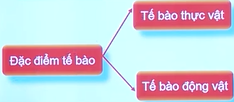 Tế bào thực vật
Đặc điểm tế bào
Tế bào động vật